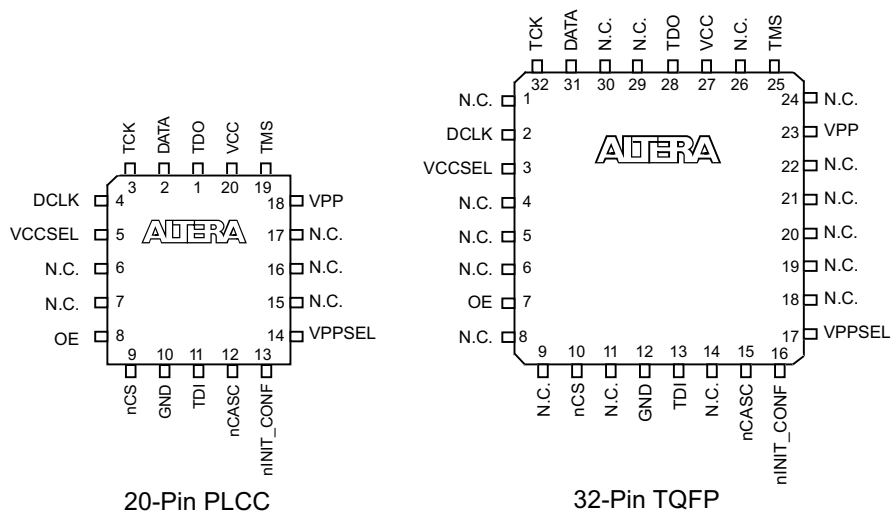 TCK DATA TDO VCC TMS
3 2 1 20 19
DCLK 4 18 VPP
VCCSEL 5 17 N.C.
N.C. 6 16 N.C.
N.C. 7 15 N.C.
OE 8 14 VPPSEL
ALTERA
9 10 11 12 13
nCS GND TDI nCASC nINIT_CONF
20-Pin PLCC
TCK DATA N.C. N.C. TDO VCC N.C. TMS
32 31 30 29 28 27 26 25
N.C. 1 24 N.C.
DCLK 2 23 VPP
VCCSEL 3 22 N.C.
N.C. 4 21 N.C.
N.C. 5 20 N.C.
N.C. 6 19 N.C.
OE 7 18 N.C.
N.C. 8 17 VPPSEL
ALTERA
9 10 11 12 13 14 15 16
N.C. nCS N.C. GND TDI N.C. nCASC nINIT_CONF
32-Pin TQFP